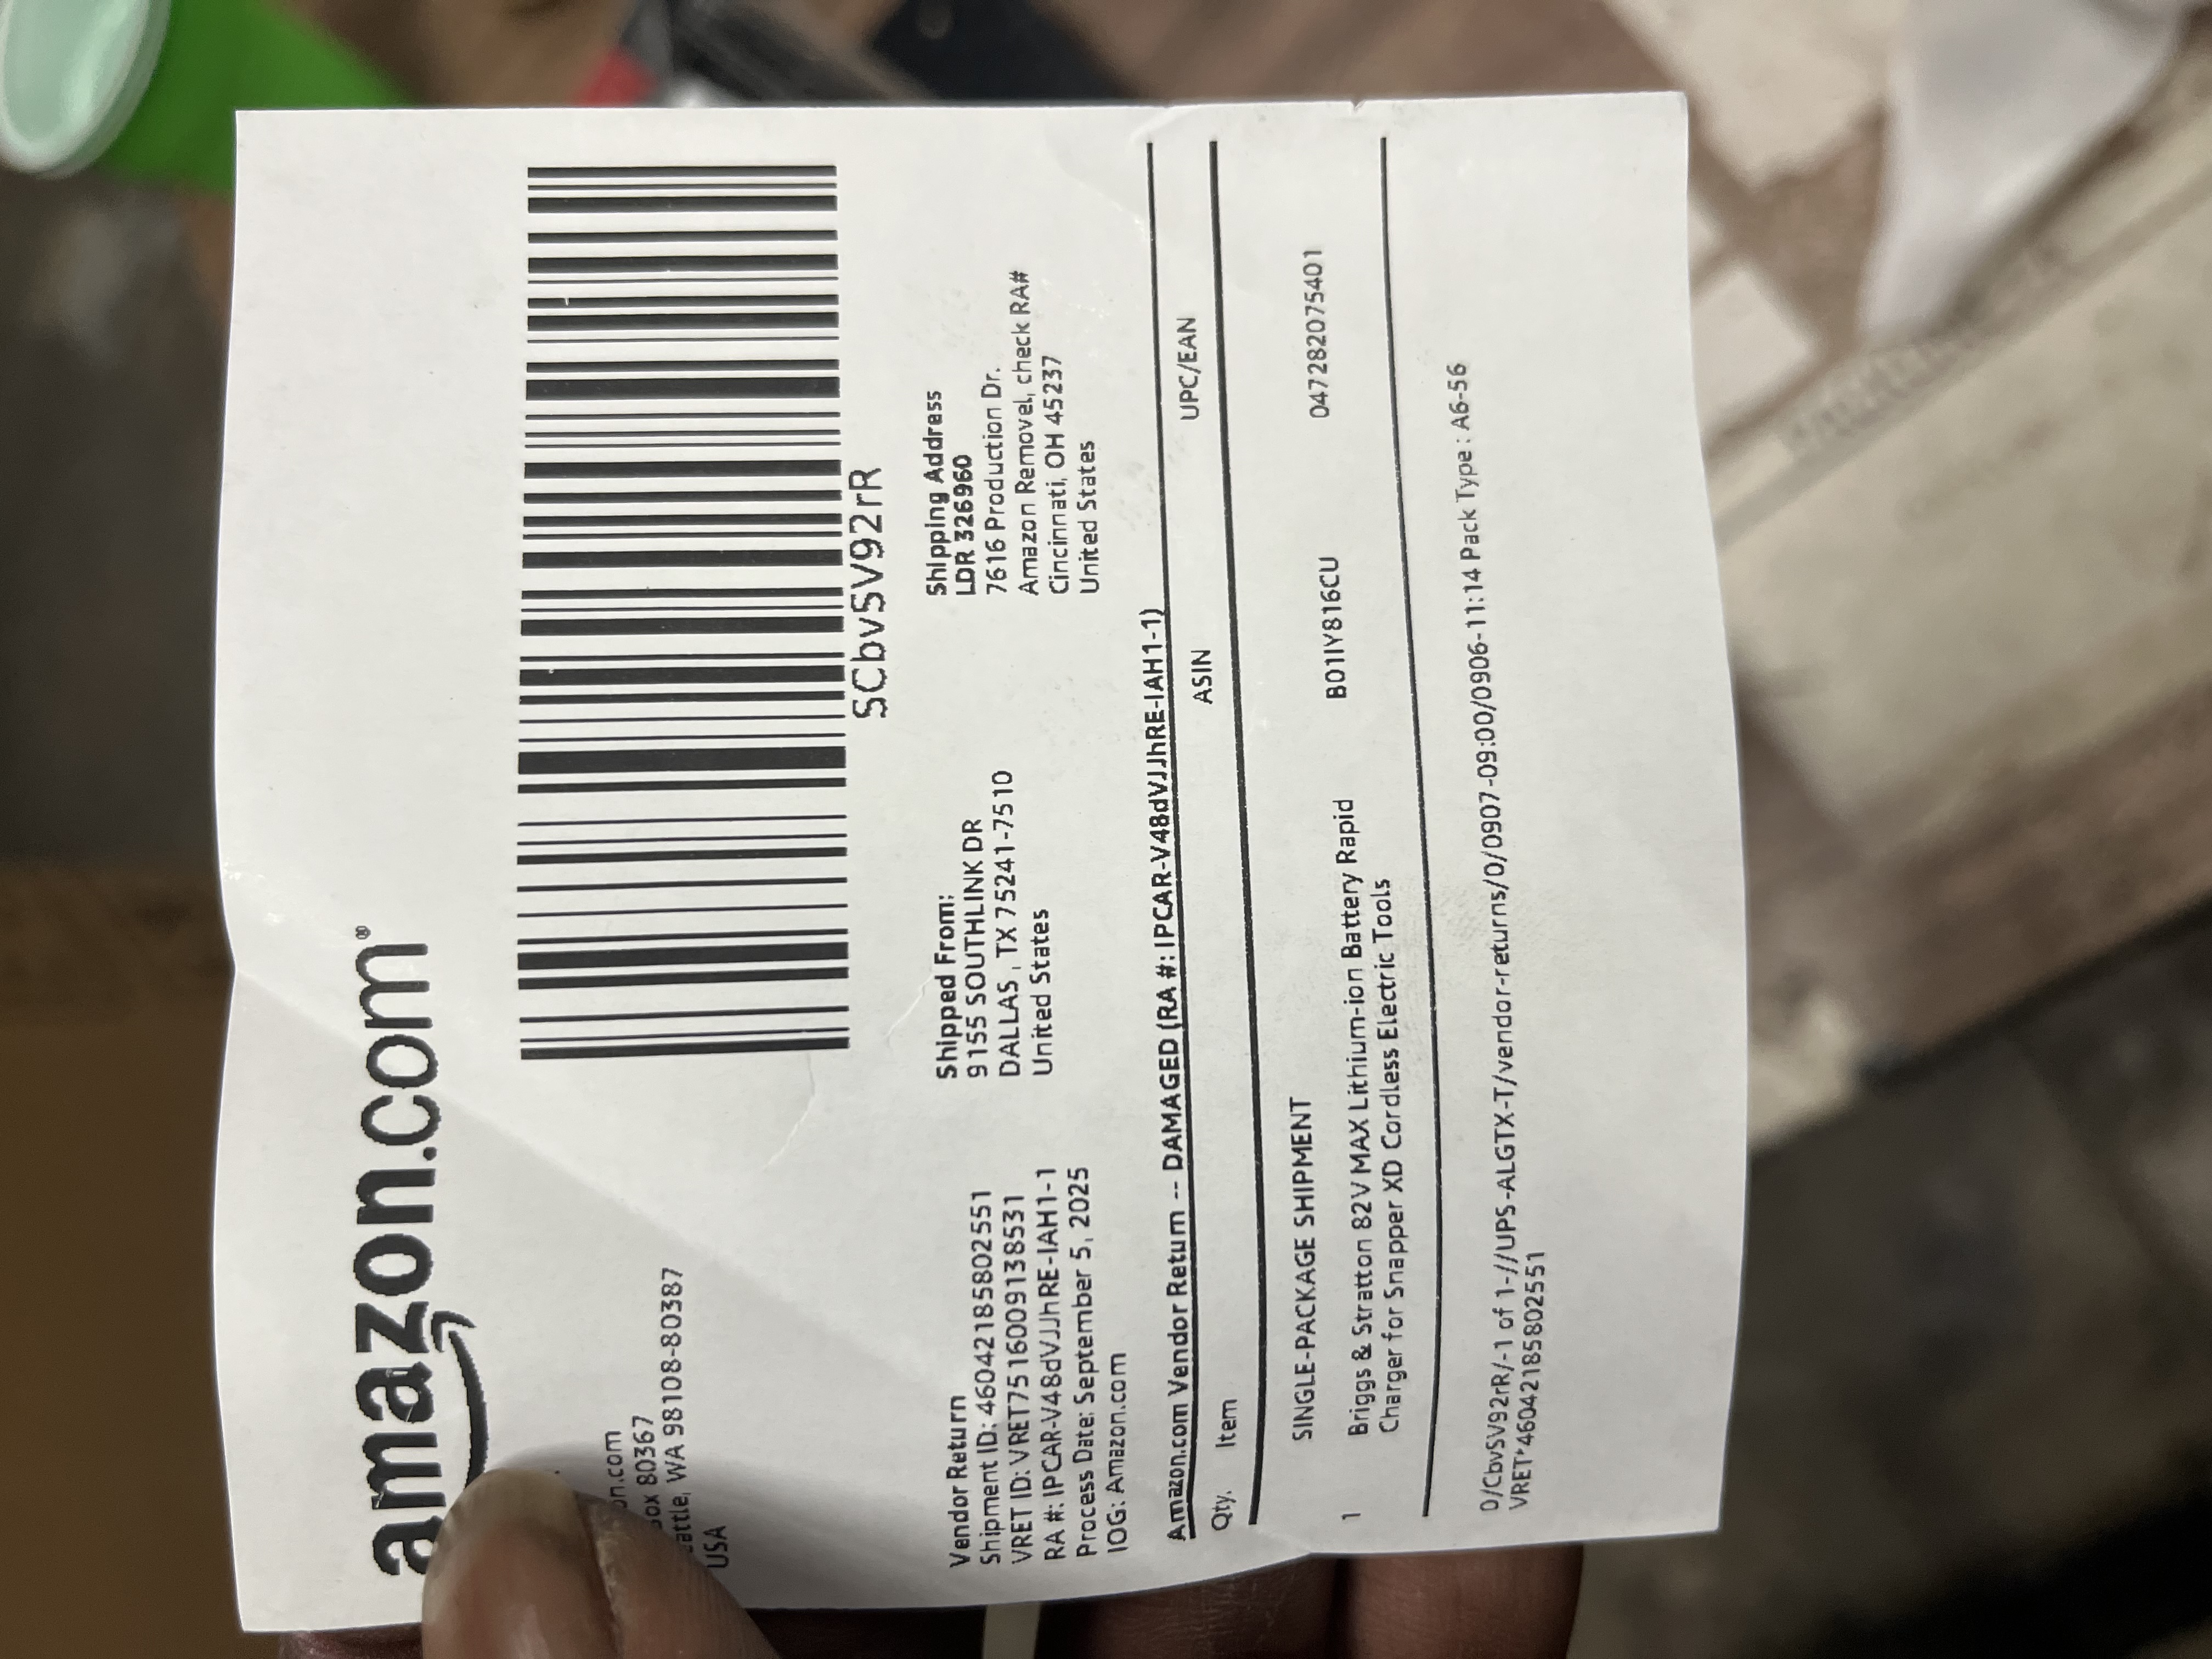 amazon.com®
on.com
ox 80367
attle, WA 98108-80387
USA
SCbvSV92rR
Vendor Return
Shipment ID: 46042185802551
VRET ID: VRET7516009138531
RA #: IPCAR-V48dVJJhRE-IAH1-1
Process Date: September 5, 2025
IOG: Amazon.com
Shipped From:
9155 SOUTHLINK DR
DALLAS , TX 75241-7510
United States
Shipping Address
LDR 326960
7616 Production Dr.
Amazon Removel, check RA#
Cincinnati, OH 45237
United States
Amazon.com Vendor Return -- DAMAGED (RA #: IPCAR-V48dVJJhRE-IAH1-1)
Qty. Item ASIN UPC/EAN
SINGLE-PACKAGE SHIPMENT
1 Briggs & Stratton 82V MAX Lithium-ion Battery Rapid B01IY816CU 047282075401
Charger for Snapper XD Cordless Electric Tools
0/CbvSV92rR/-1 of 1-//UPS-ALGTX-T/vendor-returns/0/0907-09:00/0906-11:14 Pack Type : A6-56
VRET*46042185802551